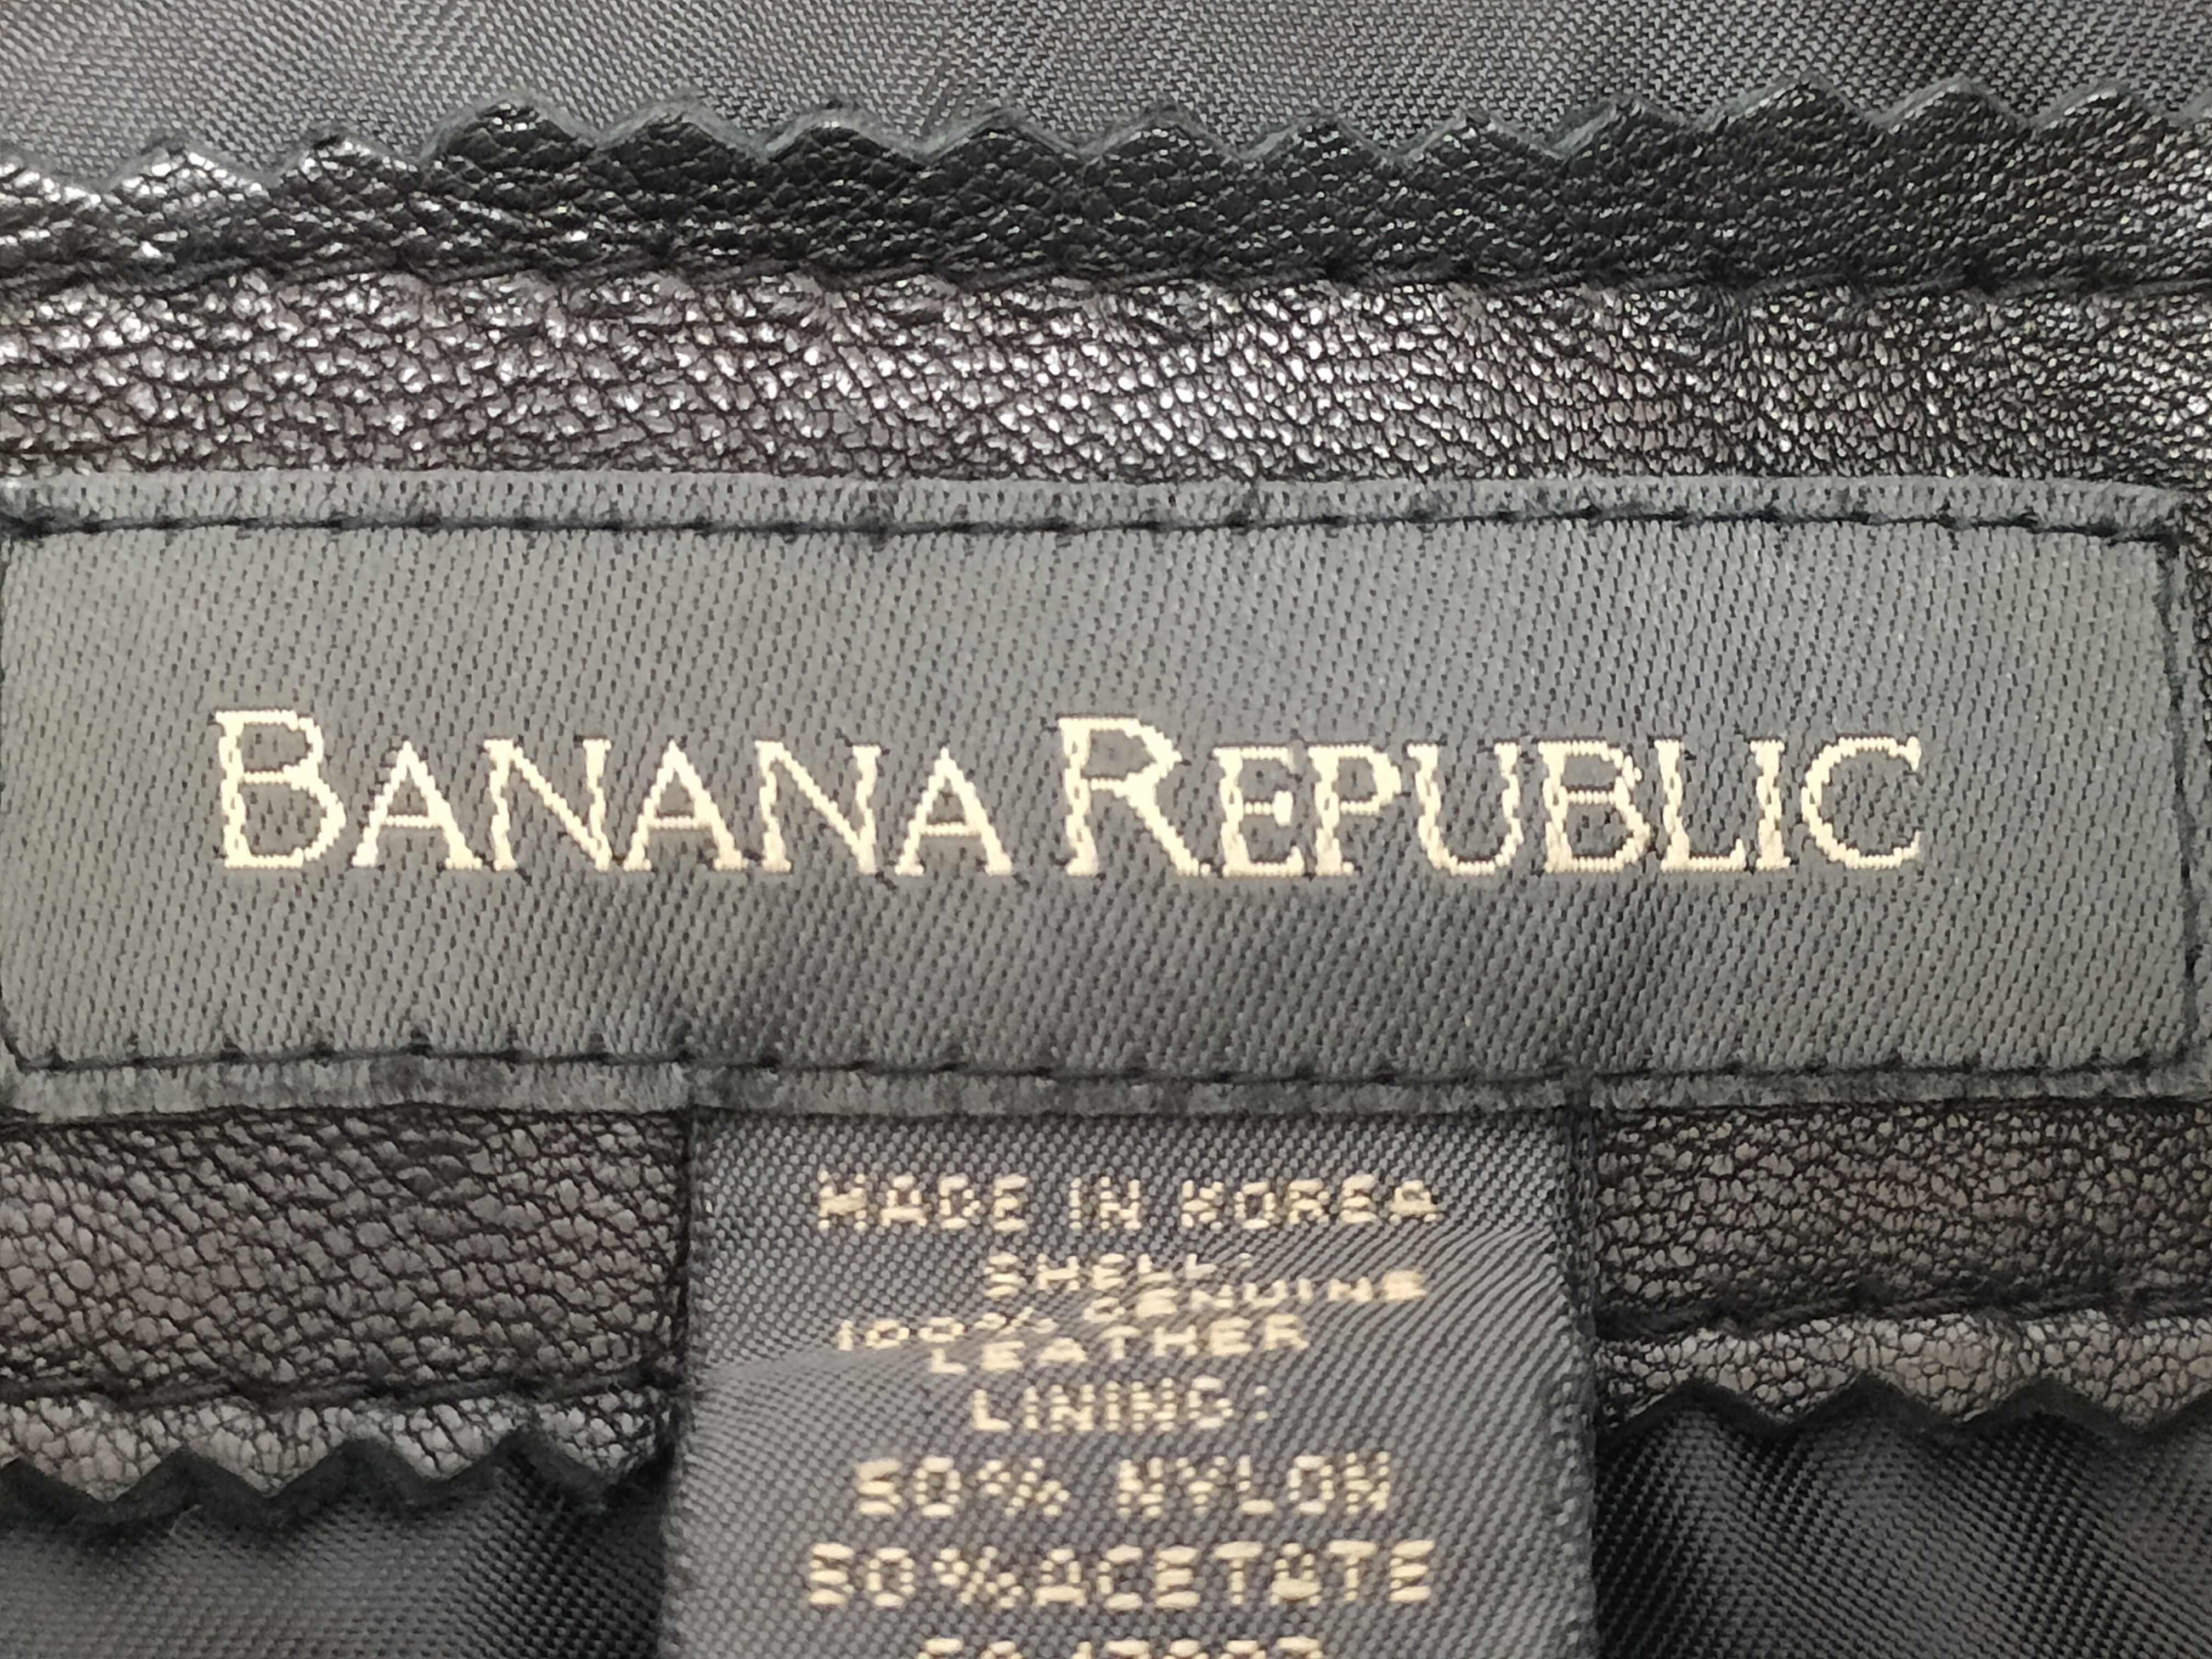 BANANA REPUBLIC
MADE IN KOREA
SHELL:
100% GENUINE
LEATHER
LINING:
50% NYLON
50% ACETATE